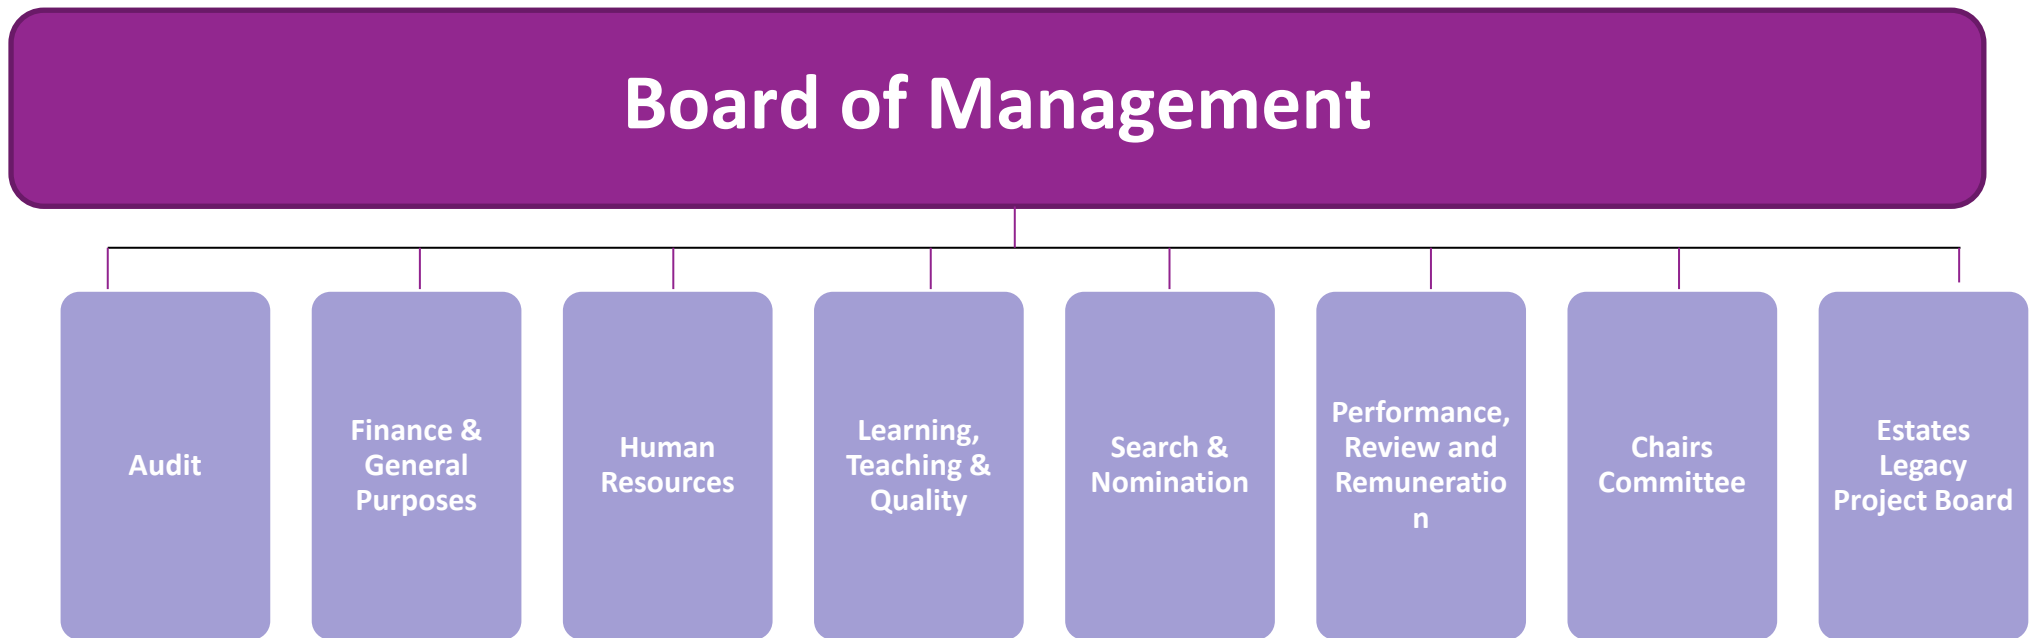 Board of Management
Audit
Finance &
General
Purposes
Human
Resources
Learning,
Teaching &
Quality
Search &
Nomination
Performance,
Review and
Remuneratio
n
Chairs
Committee
Estates
Legacy
Project Board